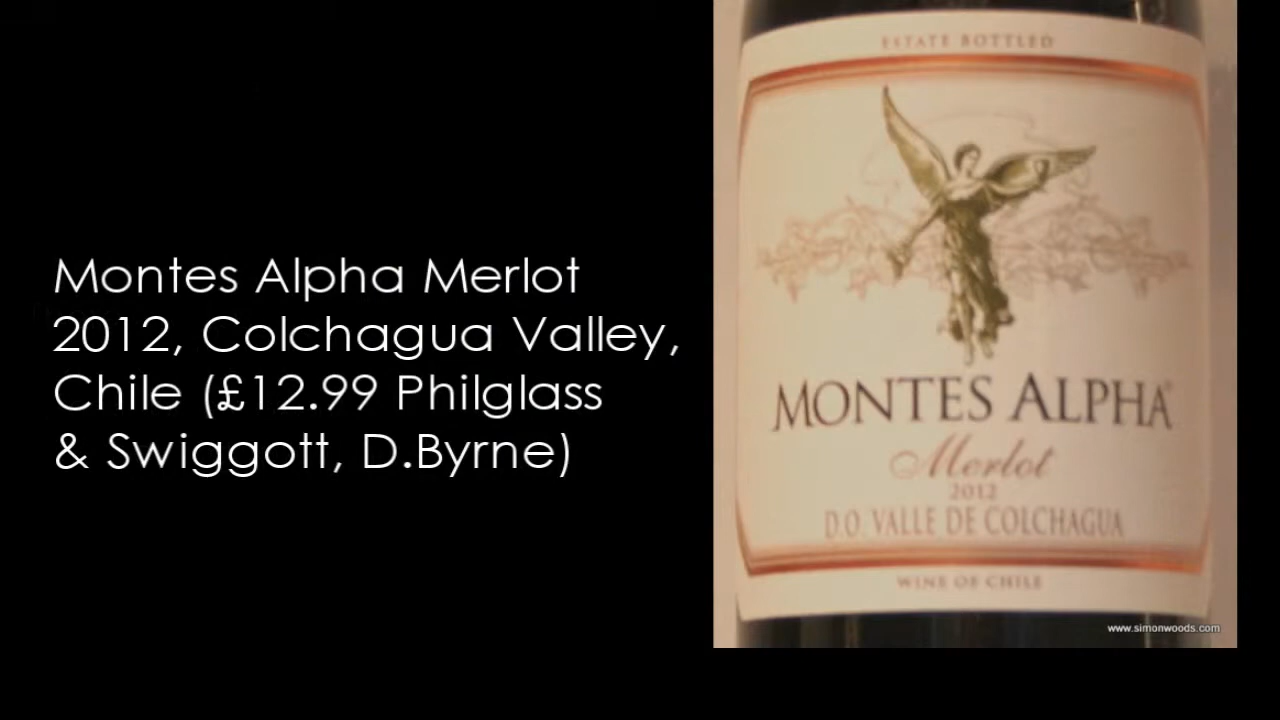 Montes Alpha Merlot
2012, Colchagua Valley,
Chile (£12.99 Philglass
& Swiggott, D.Byrne)
ESTATE BOTTLED
MONTES ALPHA®
Merlot
2012
D.O. VALLE DE COLCHAGUA
WINE OF CHILE
www.simonwoods.com